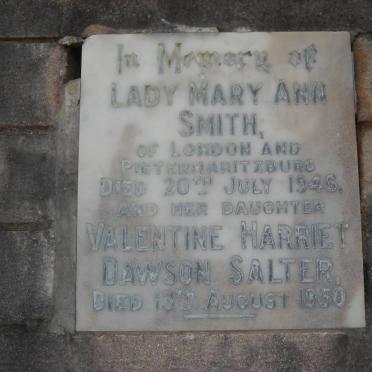 In Memory of
LADY MARY ANN
SMITH,
OF LONDON AND
PIETERMARITZBURG
DIED 20TH JULY 1946.
AND HER DAUGHTER
VALENTINE HARRIET
DAWSON SALTER.
DIED 13TH AUGUST 1950